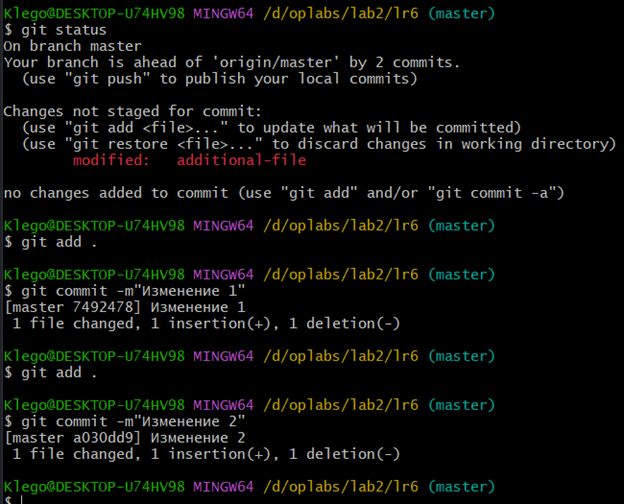 Klego@DESKTOP-U74HV98 MINGW64 /d/oplabs/lab2/lr6 (master)
$ git status
On branch master
Your branch is ahead of 'origin/master' by 2 commits.
  (use "git push" to publish your local commits)
Changes not staged for commit:
  (use "git add <file>..." to update what will be committed)
  (use "git restore <file>..." to discard changes in working directory)
        modified:   additional-file
no changes added to commit (use "git add" and/or "git commit -a")
Klego@DESKTOP-U74HV98 MINGW64 /d/oplabs/lab2/lr6 (master)
$ git add .
Klego@DESKTOP-U74HV98 MINGW64 /d/oplabs/lab2/lr6 (master)
$ git commit -m"Изменение 1"
[master 7492478] Изменение 1
 1 file changed, 1 insertion(+), 1 deletion(-)
Klego@DESKTOP-U74HV98 MINGW64 /d/oplabs/lab2/lr6 (master)
$ git add .
Klego@DESKTOP-U74HV98 MINGW64 /d/oplabs/lab2/lr6 (master)
$ git commit -m"Изменение 2"
[master a030dd9] Изменение 2
 1 file changed, 1 insertion(+), 1 deletion(-)
Klego@DESKTOP-U74HV98 MINGW64 /d/oplabs/lab2/lr6 (master)
$